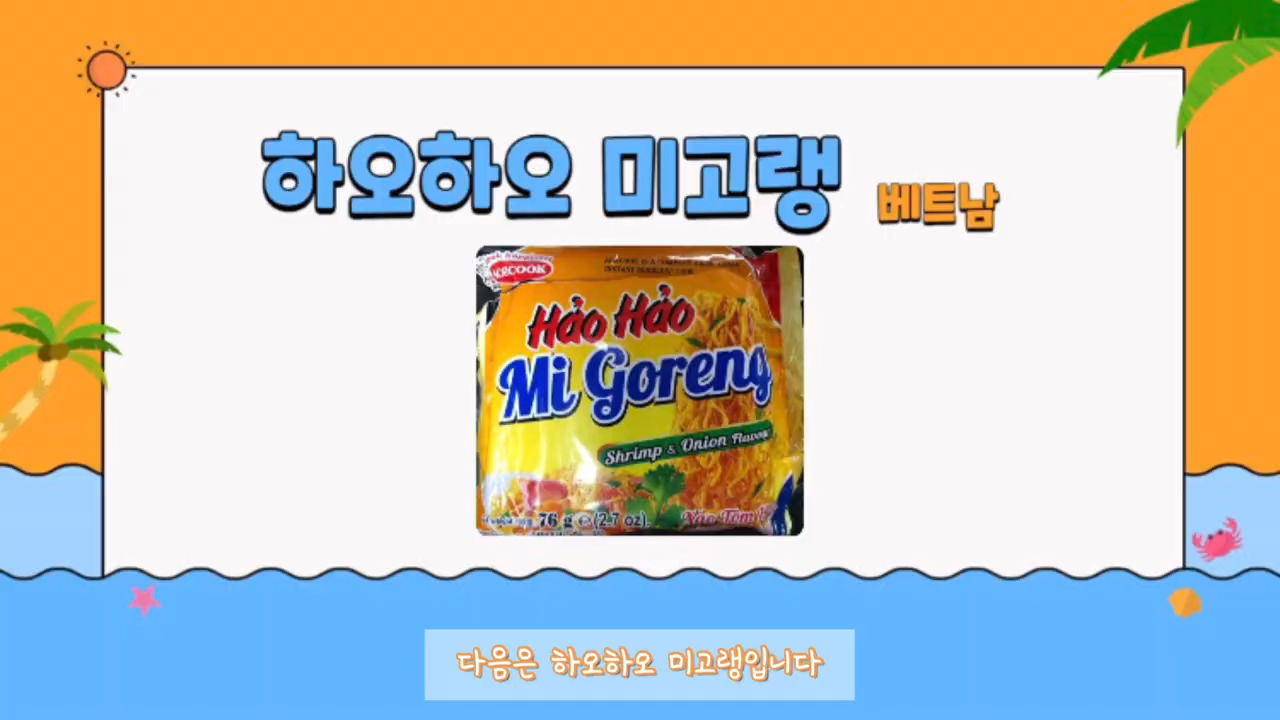 하오하오 미고랭 베트남
Hảo Hảo
Mi Goreng
Shrimp & Onion Flavour
76 g ℮ (2.7 oz).
다음은 하오하오 미고랭입니다